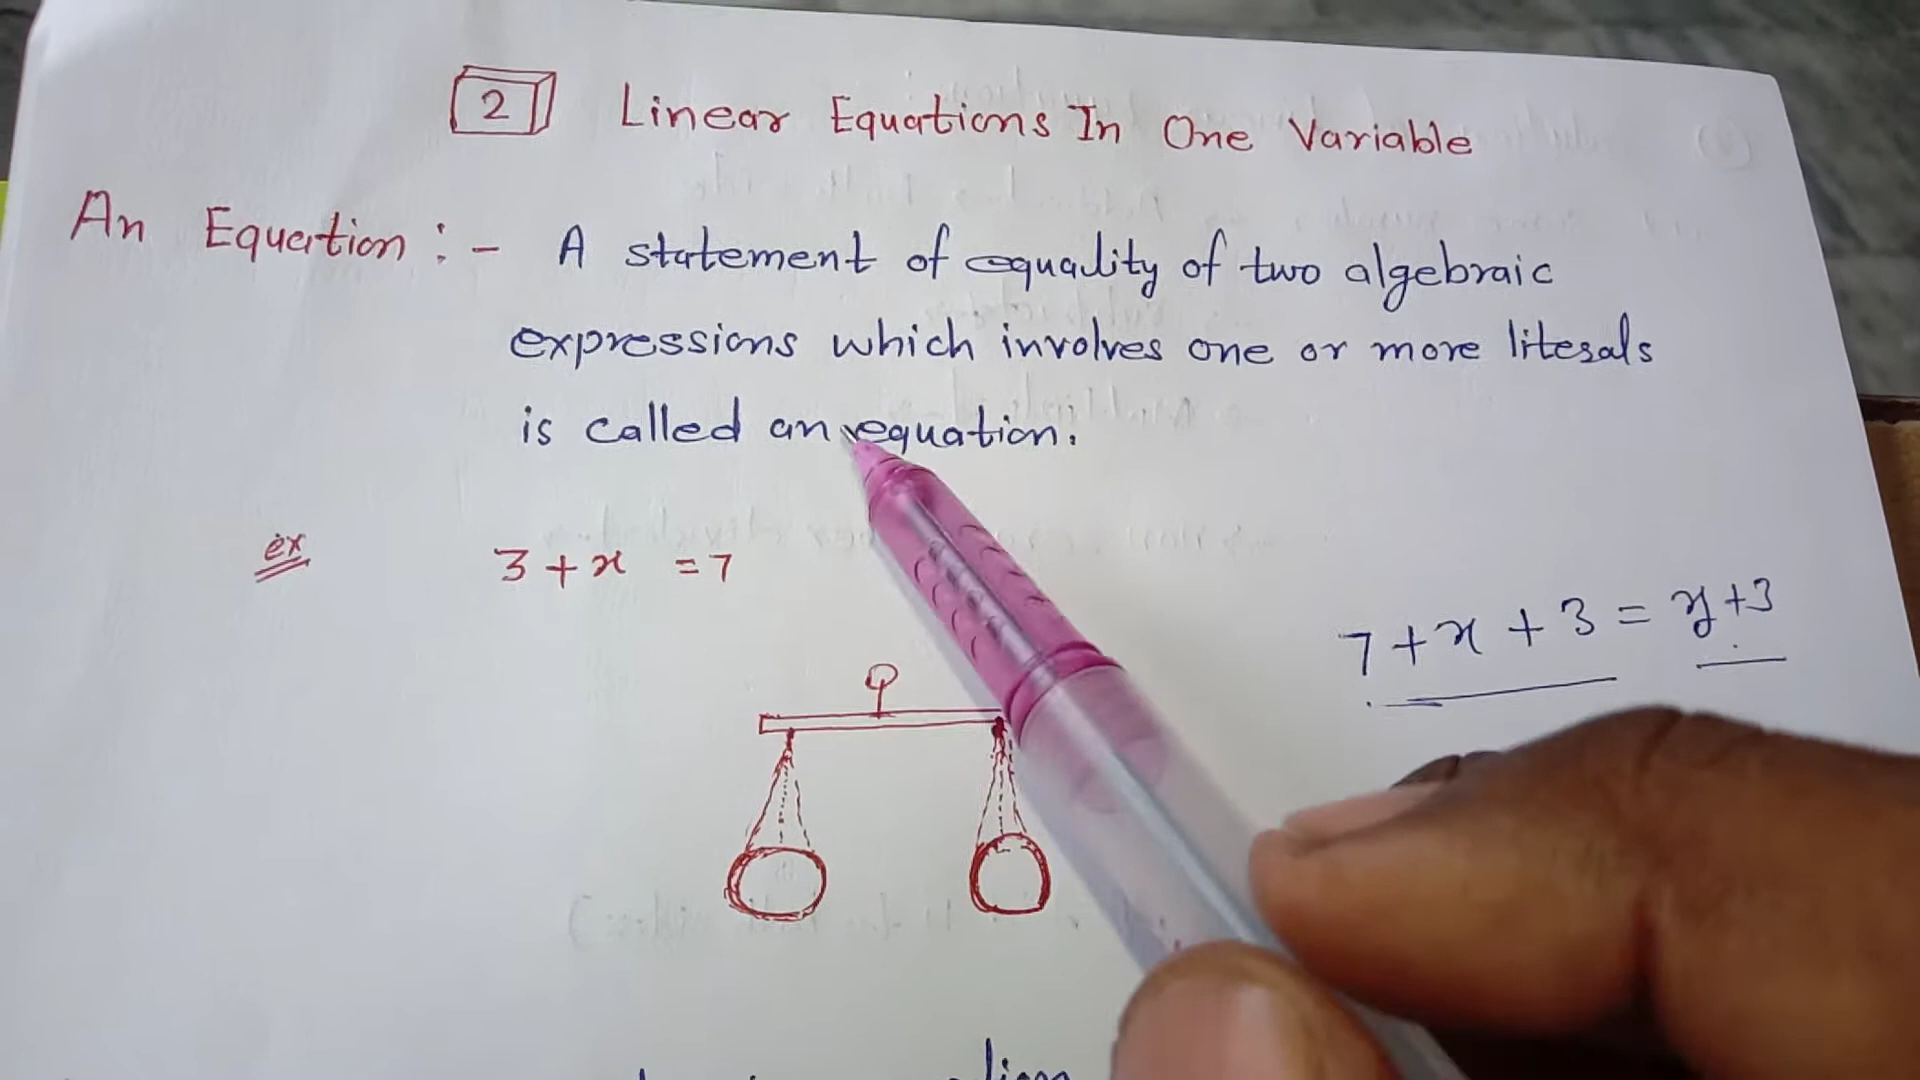 2 Linear Equations In One Variable
An Equation :- A statement of equality of two algebraic
expressions which involves one or more literals
is called an equation.
ex 3+x =7
7+x+3=y+3